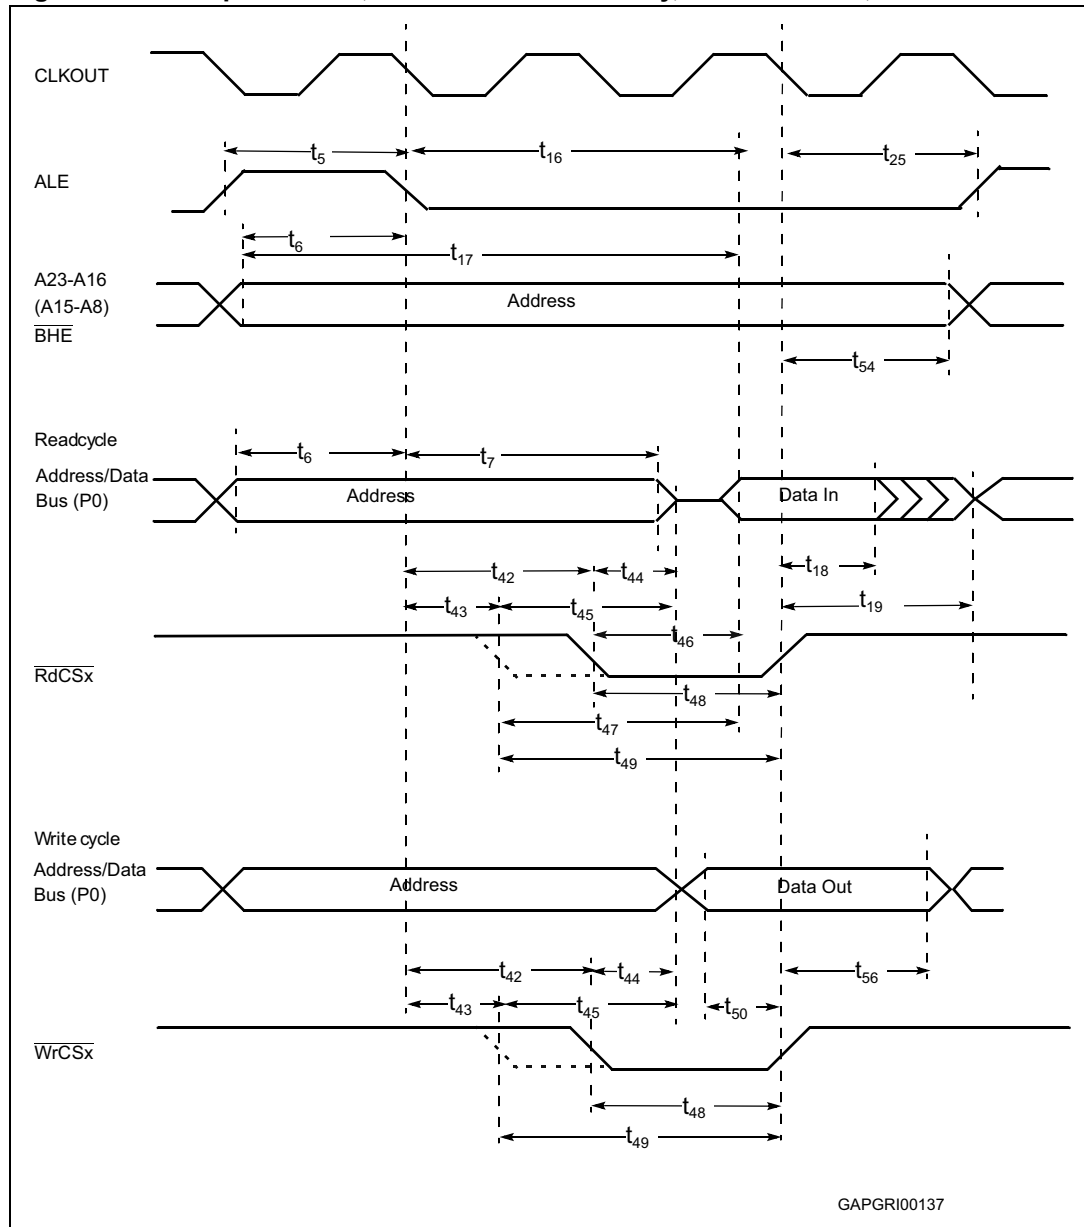 CLKOUT
t5 t16 t25
ALE
t6 t17
A23-A16
(A15-A8)
BHE
Address
t54
Readcycle
Address/Data
Bus (P0)
t6 t7
Address Data In
t42 t44 t18
t43 t45 t19
t46
RdCSx
t48
t47
t49
Write cycle
Address/Data
Bus (P0)
Address Data Out
t42 t44 t56
t43 t45 t50
WrCSx
t48
t49
GAPGRI00137